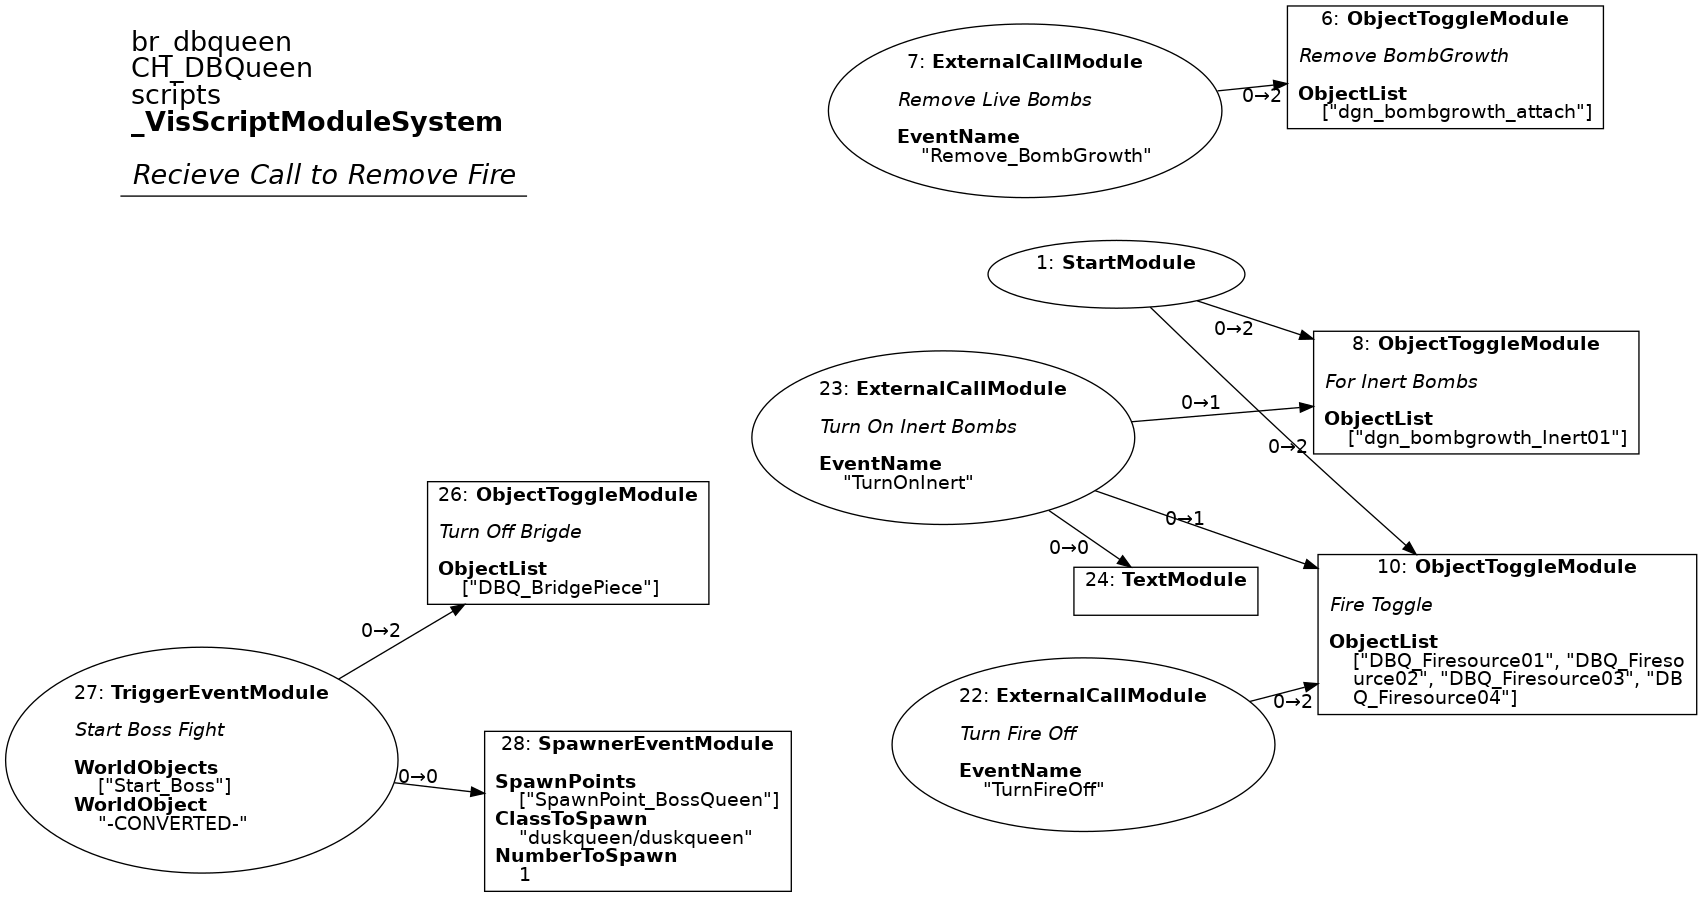 br_dbqueen
CH_DBQueen
scripts
_VisScriptModuleSystem
Recieve Call to Remove Fire
7: ExternalCallModule
Remove Live Bombs
EventName
"Remove_BombGrowth"
0→2
6: ObjectToggleModule
Remove BombGrowth
ObjectList
["dgn_bombgrowth_attach"]
1: StartModule
0→2
0→2
8: ObjectToggleModule
For Inert Bombs
ObjectList
["dgn_bombgrowth_Inert01"]
23: ExternalCallModule
Turn On Inert Bombs
EventName
"TurnOnInert"
0→1
0→1
0→0
24: TextModule
10: ObjectToggleModule
Fire Toggle
ObjectList
["DBQ_Firesource01", "DBQ_Fireso
urce02", "DBQ_Firesource03", "DB
Q_Firesource04"]
22: ExternalCallModule
Turn Fire Off
EventName
"TurnFireOff"
0→2
26: ObjectToggleModule
Turn Off Brigde
ObjectList
["DBQ_BridgePiece"]
0→2
27: TriggerEventModule
Start Boss Fight
WorldObjects
["Start_Boss"]
WorldObject
"-CONVERTED-"
0→0
28: SpawnerEventModule
SpawnPoints
["SpawnPoint_BossQueen"]
ClassToSpawn
"duskqueen/duskqueen"
NumberToSpawn
1